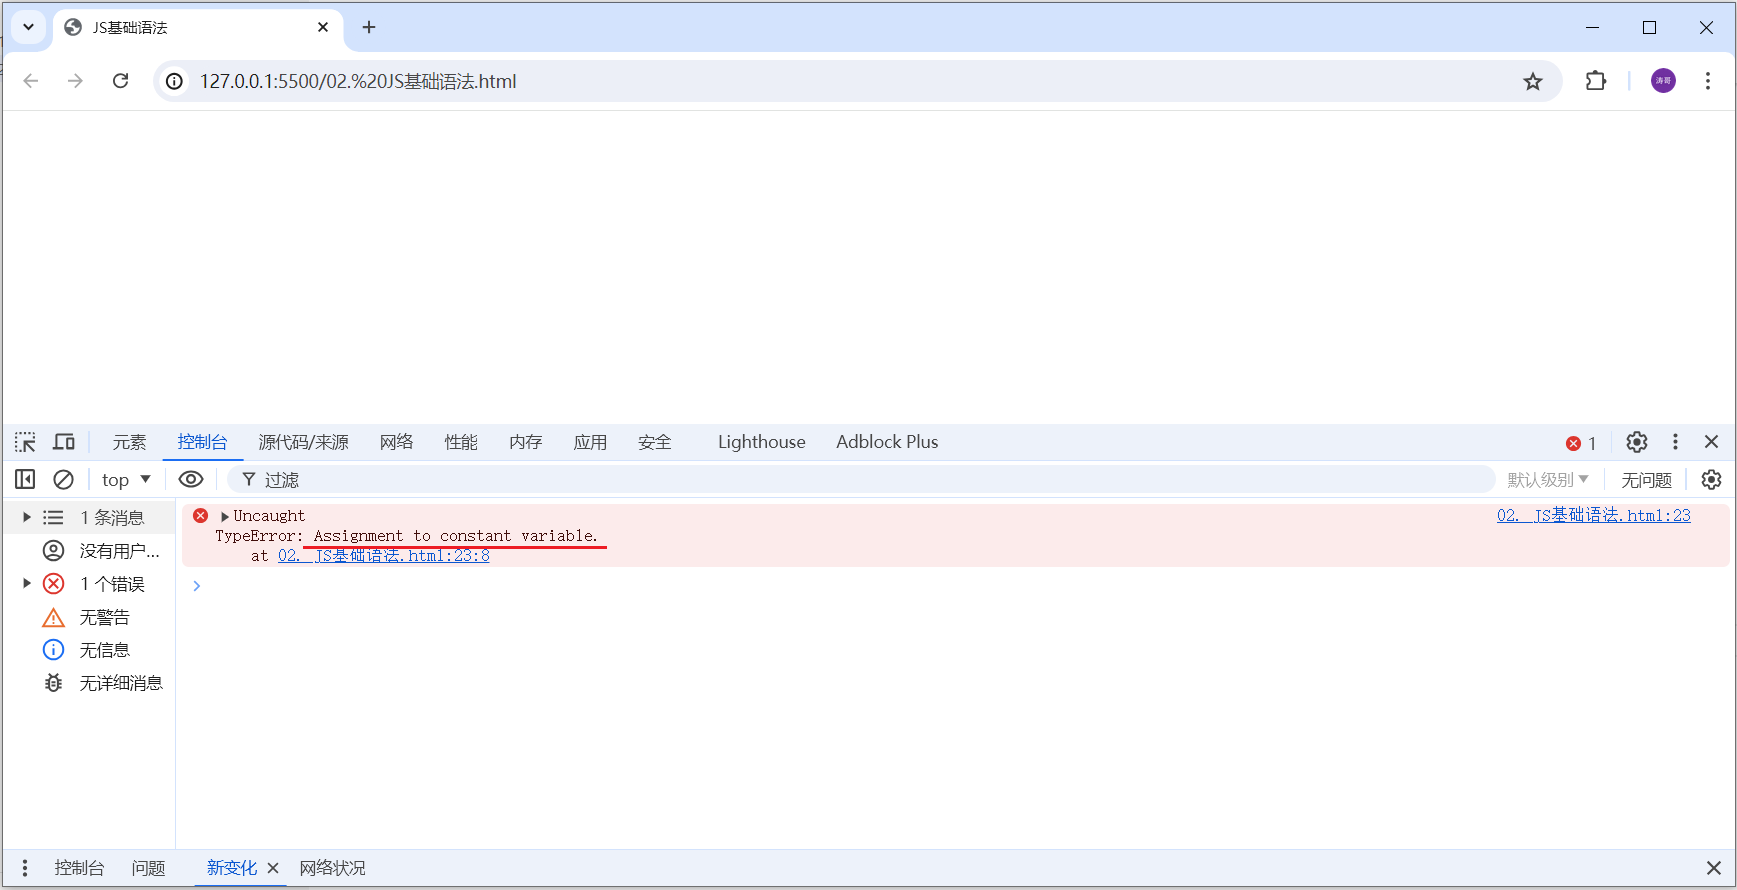 JS基础语法
127.0.0.1:5500/02.%20JS基础语法.html
涛哥
元素 控制台 源代码/来源 网络 性能 内存 应用 安全 Lighthouse Adblock Plus 1
top 过滤 默认级别 无问题
1 条消息
没有用户...
1 个错误
无警告
无信息
无详细消息
Uncaught 02. JS基础语法.html:23
TypeError: Assignment to constant variable.
at 02. JS基础语法.html:23:8
控制台 问题 新变化 网络状况